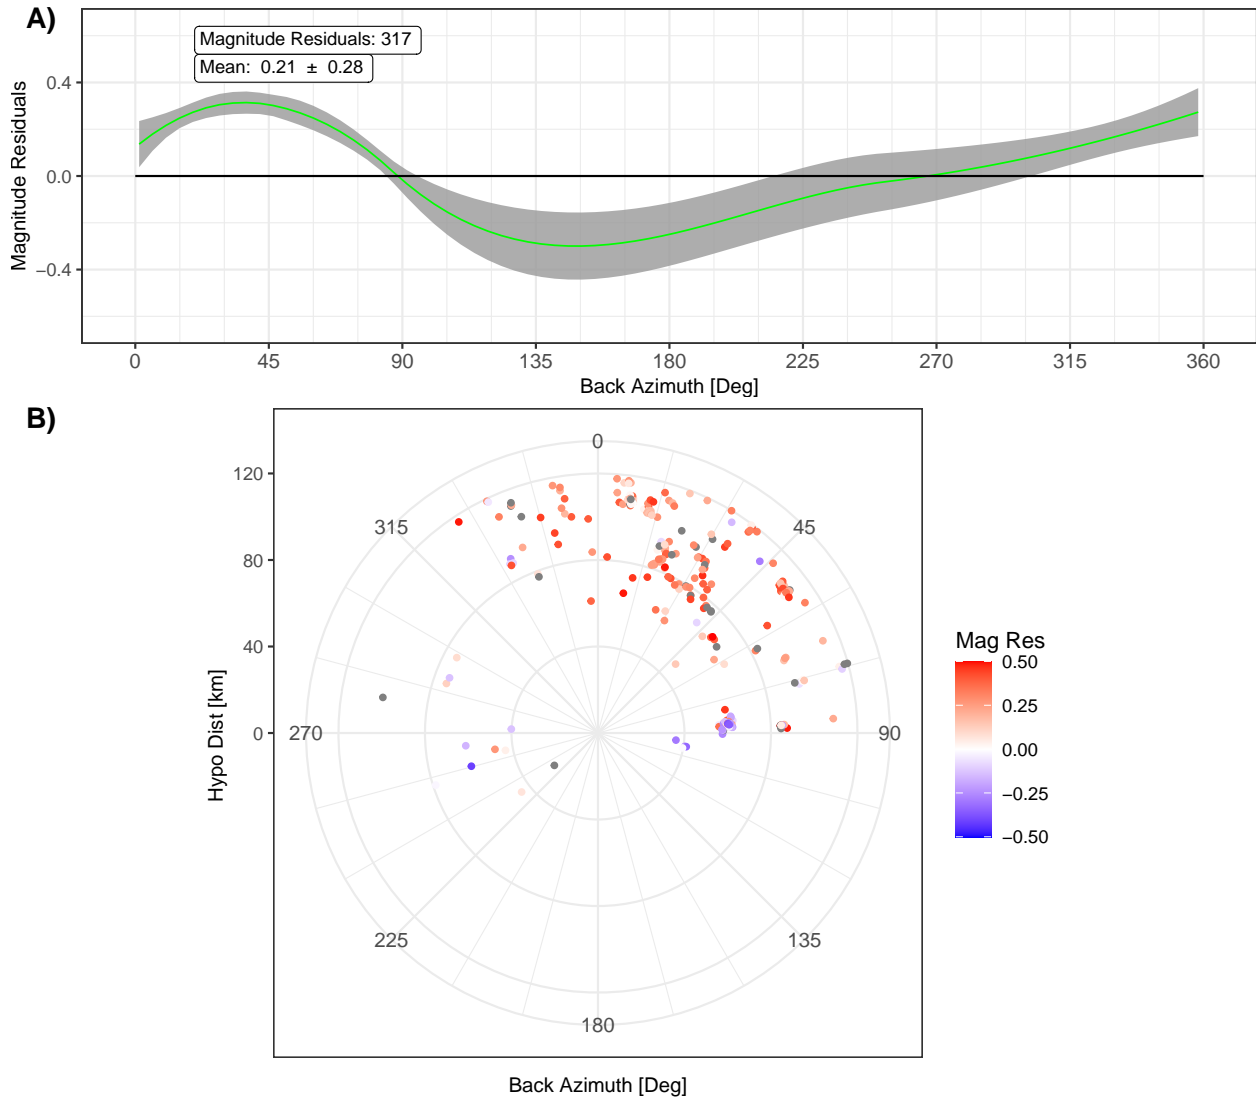 A)
Magnitude Residuals: 317
Mean: 0.21 ± 0.28
Magnitude Residuals
0.4
0.0
−0.4
0 45 90 135 180 225 270 315 360
Back Azimuth [Deg]
B)
Hypo Dist [km]
120
80
40
0
0
45
90
135
180
225
270
315
Back Azimuth [Deg]
Mag Res
0.50
0.25
0.00
−0.25
−0.50